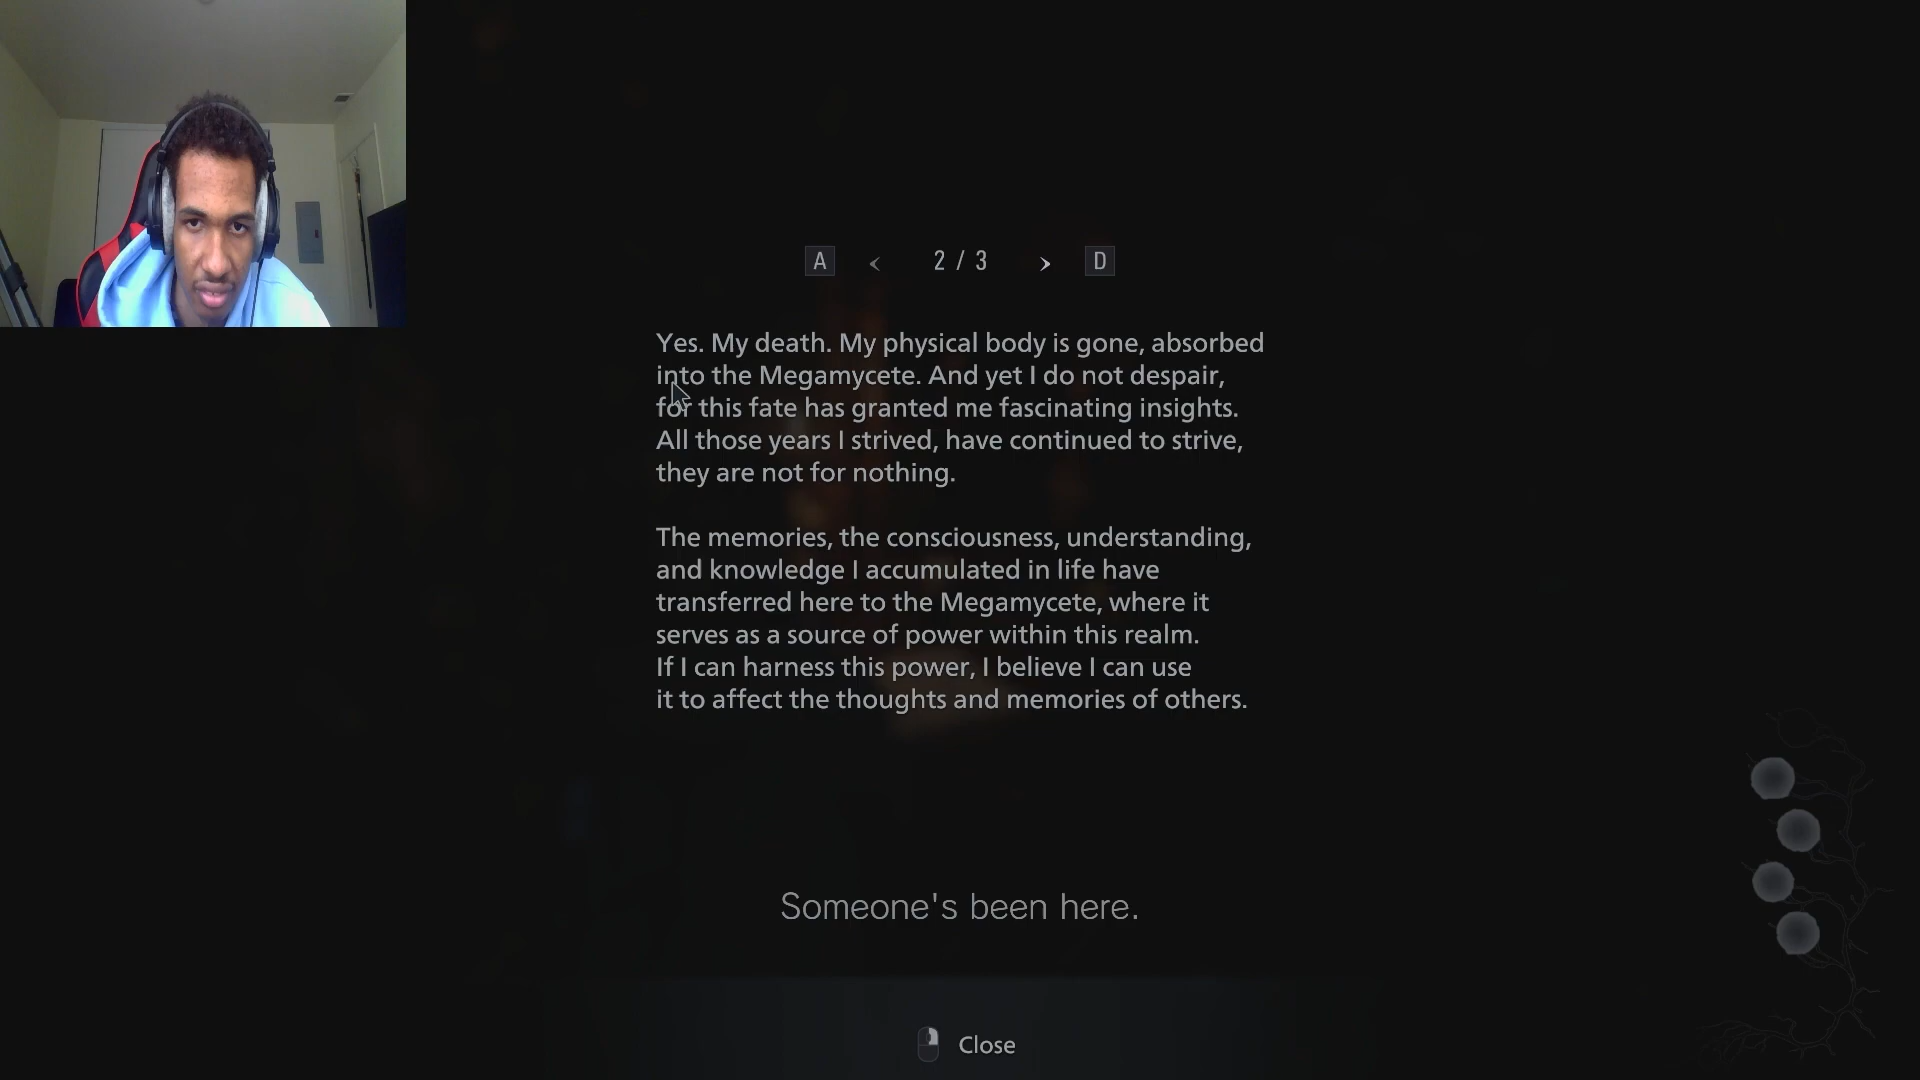 A < 2 / 3 > D
Yes. My death. My physical body is gone, absorbed
into the Megamycete. And yet I do not despair,
for this fate has granted me fascinating insights.
All those years I strived, have continued to strive,
they are not for nothing.
The memories, the consciousness, understanding,
and knowledge I accumulated in life have
transferred here to the Megamycete, where it
serves as a source of power within this realm.
If I can harness this power, I believe I can use
it to affect the thoughts and memories of others.
Someone's been here.
Close